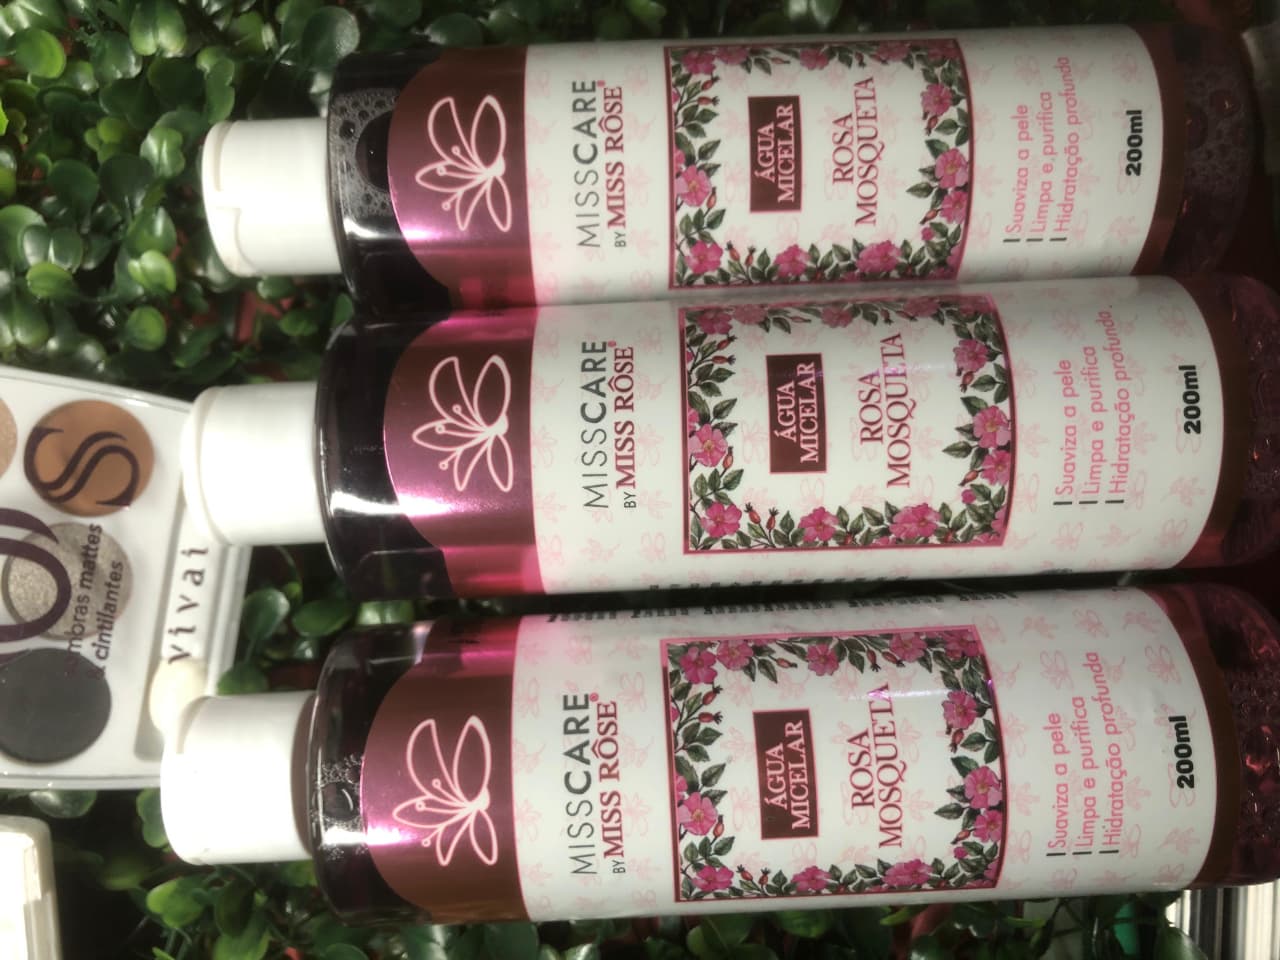 sombras mattes
& cintilantes
vivai
MISSCARE
BY MISS RÔSE®
ÁGUA
MICELAR
ROSA
MOSQUETA
Suaviza a pele
Limpa e purifica
Hidratação profunda
200ml
MISSCARE
BY MISS RÔSE®
ÁGUA
MICELAR
ROSA
MOSQUETA
Suaviza a pele
Limpa e purifica
Hidratação profunda
200ml
MISSCARE
BY MISS RÔSE®
ÁGUA
MICELAR
ROSA
MOSQUETA
Suaviza a pele
Limpa e purifica
Hidratação profunda
200ml